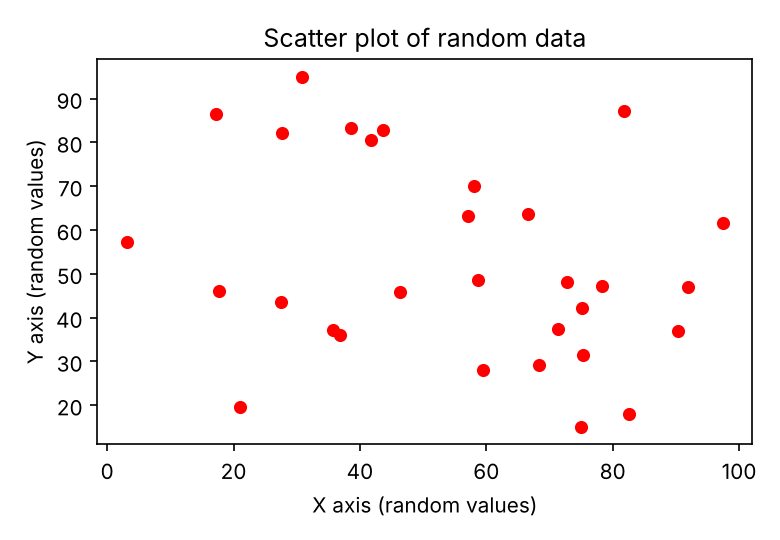 Scatter plot of random data
Y axis (random values)
90
80
70
60
50
40
30
20
0 20 40 60 80 100
X axis (random values)